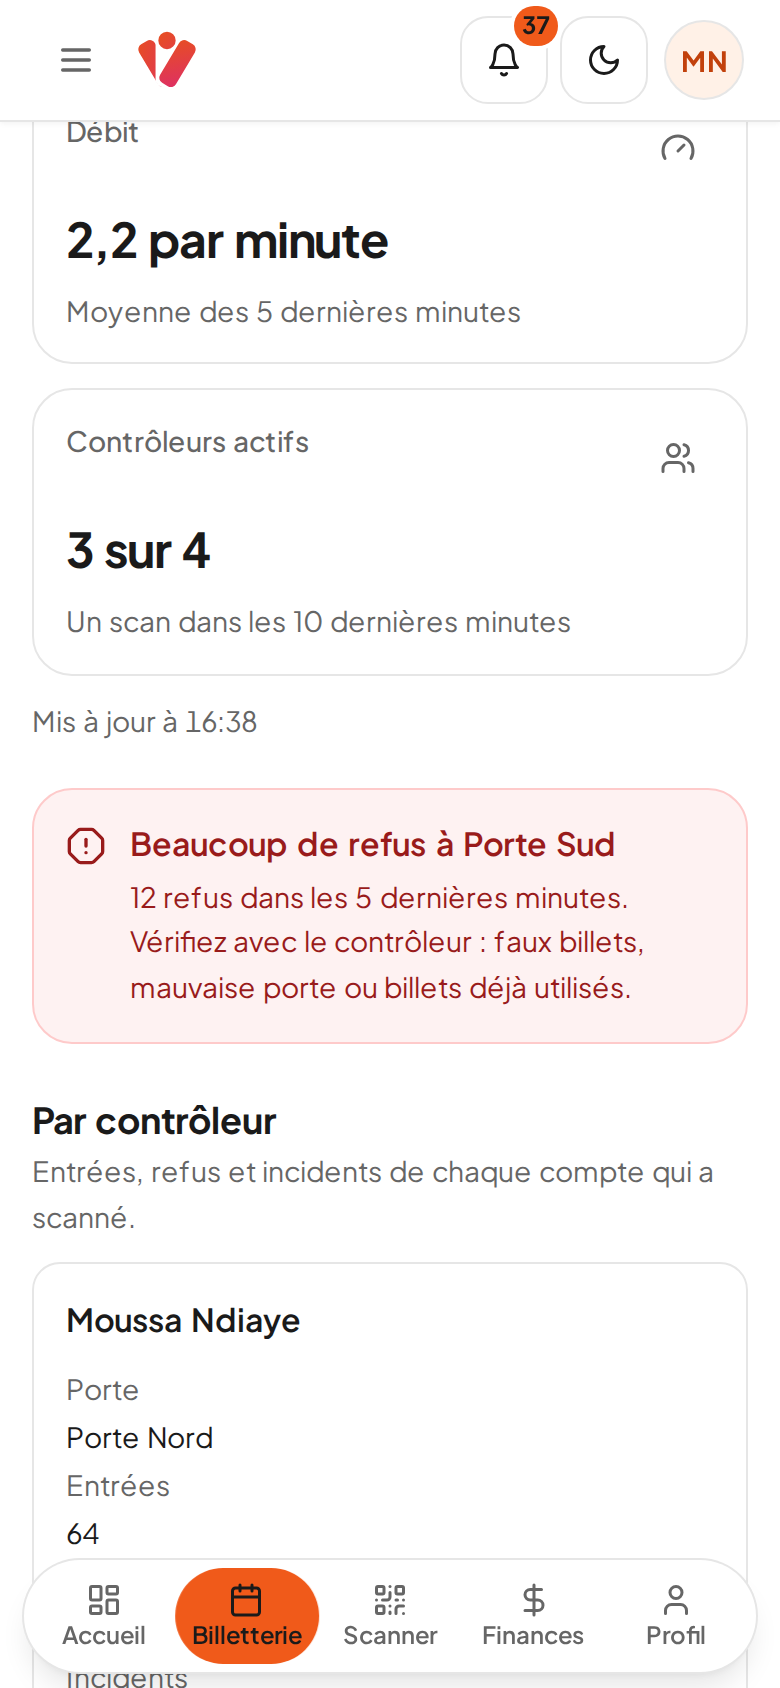 37
MN
Débit
2,2 par minute
Moyenne des 5 dernières minutes
Contrôleurs actifs
3 sur 4
Un scan dans les 10 dernières minutes
Mis à jour à 16:38
Beaucoup de refus à Porte Sud
12 refus dans les 5 dernières minutes.
Vérifiez avec le contrôleur : faux billets,
mauvaise porte ou billets déjà utilisés.
Par contrôleur
Entrées, refus et incidents de chaque compte qui a
scanné.
Moussa Ndiaye
Porte
Porte Nord
Entrées
64
Accueil
Billetterie
Scanner
Finances
Profil
Incidents